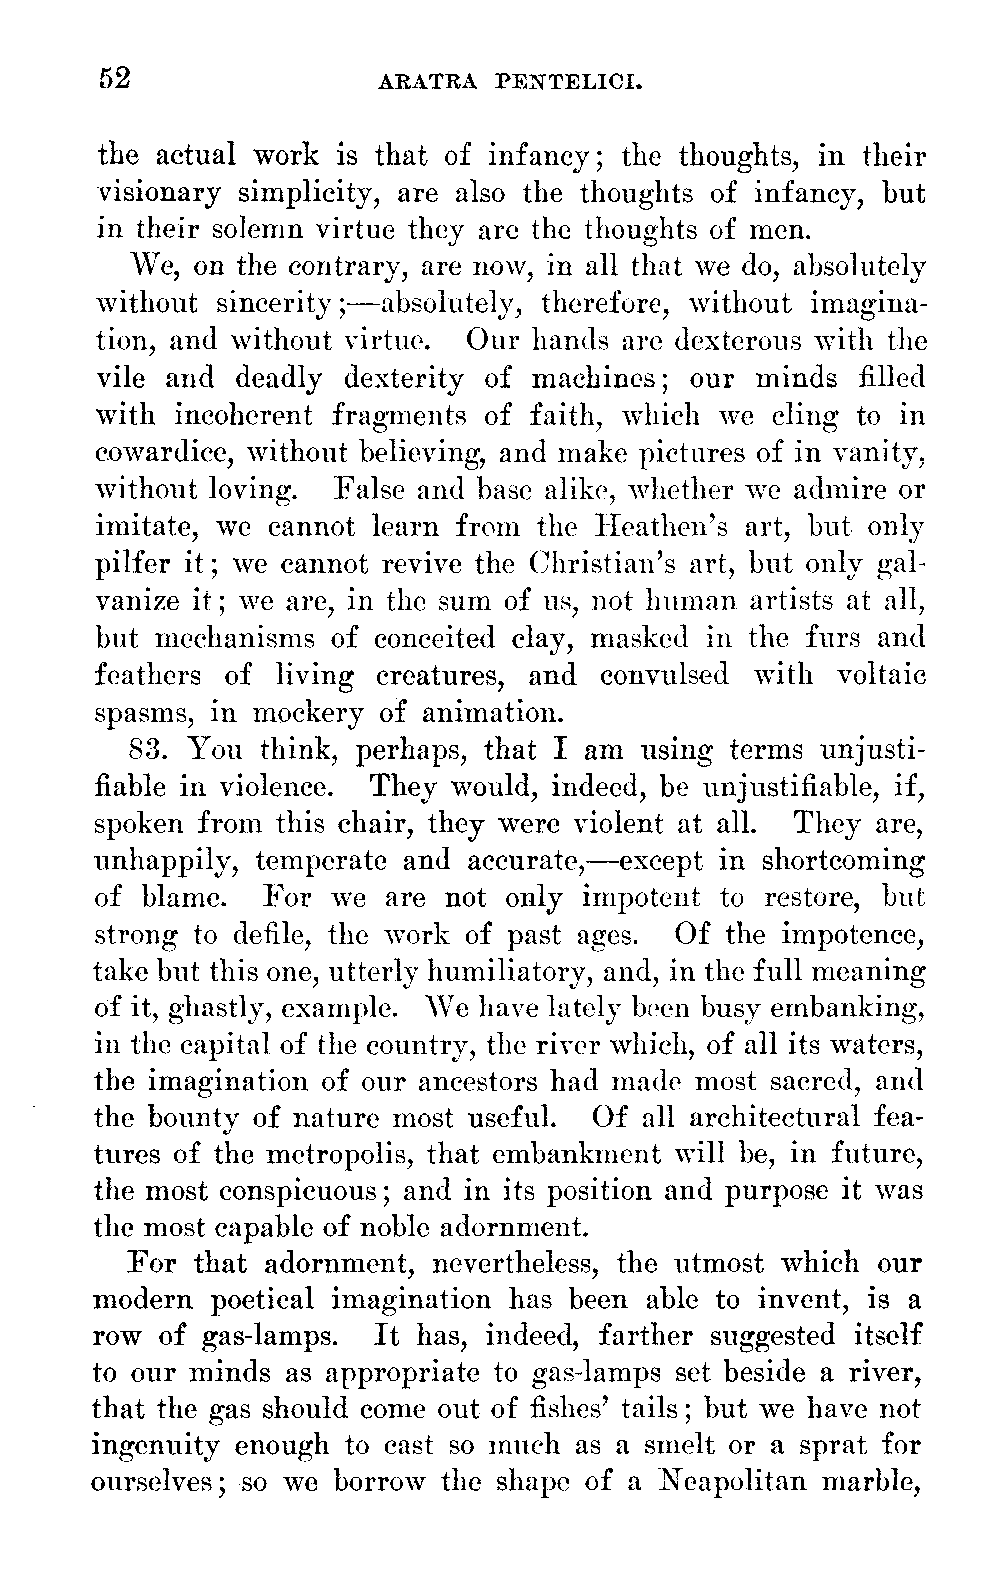 52 ARATRA PENTELICI.
the actual work is that of infancy; the thoughts, in their
visionary simplicity, are also the thoughts of infancy, but
in their solemn virtue they are the thoughts of men.
We, on the contrary, are now, in all that we do, absolutely
without sincerity;—absolutely, therefore, without imagina-
tion, and without virtue. Our hands are dexterous with the
vile and deadly dexterity of machines; our minds filled
with incoherent fragments of faith, which we cling to in
cowardice, without believing, and make pictures of in vanity,
without loving. False and base alike, whether we admire or
imitate, we cannot learn from the Heathen's art, but only
pilfer it; we cannot revive the Christian's art, but only gal-
vanize it; we are, in the sum of us, not human artists at all,
but mechanisms of conceited clay, masked in the furs and
feathers of living creatures, and convulsed with voltaic
spasms, in mockery of animation.
83. You think, perhaps, that I am using terms unjusti-
fiable in violence. They would, indeed, be unjustifiable, if,
spoken from this chair, they were violent at all. They are,
unhappily, temperate and accurate,—except in shortcoming
of blame. For we are not only impotent to restore, but
strong to defile, the work of past ages. Of the impotence,
take but this one, utterly humiliatory, and, in the full meaning
of it, ghastly, example. We have lately been busy embanking,
in the capital of the country, the river which, of all its waters,
the imagination of our ancestors had made most sacred, and
the bounty of nature most useful. Of all architectural fea-
tures of the metropolis, that embankment will be, in future,
the most conspicuous; and in its position and purpose it was
the most capable of noble adornment.
For that adornment, nevertheless, the utmost which our
modern poetical imagination has been able to invent, is a
row of gas-lamps. It has, indeed, farther suggested itself
to our minds as appropriate to gas-lamps set beside a river,
that the gas should come out of fishes' tails; but we have not
ingenuity enough to cast so much as a smelt or a sprat for
ourselves; so we borrow the shape of a Neapolitan marble,